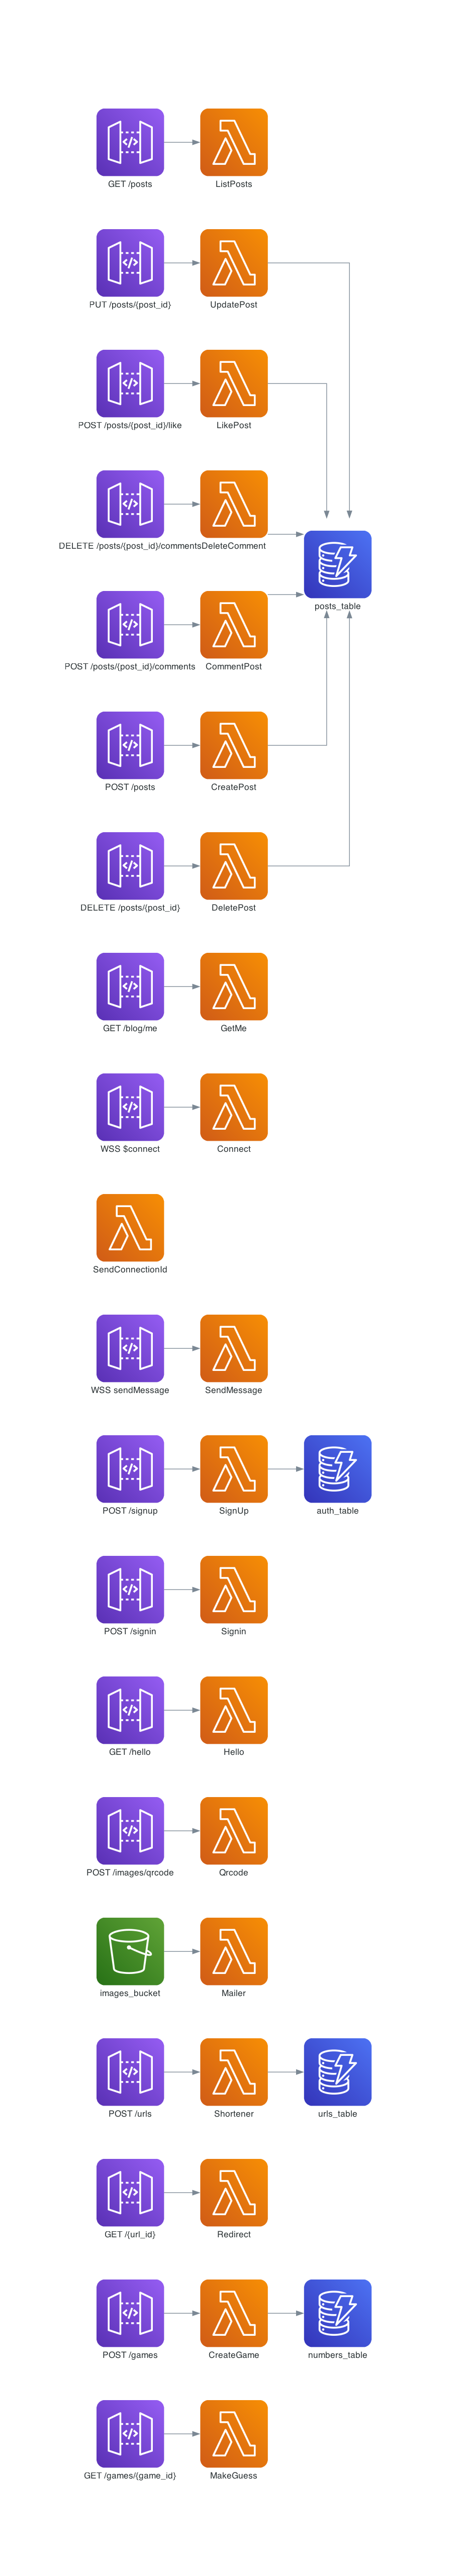 GET /posts
ListPosts
PUT /posts/{post_id}
UpdatePost
POST /posts/{post_id}/like
LikePost
DELETE /posts/{post_id}/comments
DeleteComment
posts_table
POST /posts/{post_id}/comments
CommentPost
POST /posts
CreatePost
DELETE /posts/{post_id}
DeletePost
GET /blog/me
GetMe
WSS $connect
Connect
SendConnectionId
WSS sendMessage
SendMessage
POST /signup
SignUp
auth_table
POST /signin
Signin
GET /hello
Hello
POST /images/qrcode
Qrcode
images_bucket
Mailer
POST /urls
Shortener
urls_table
GET /{url_id}
Redirect
POST /games
CreateGame
numbers_table
GET /games/{game_id}
MakeGuess